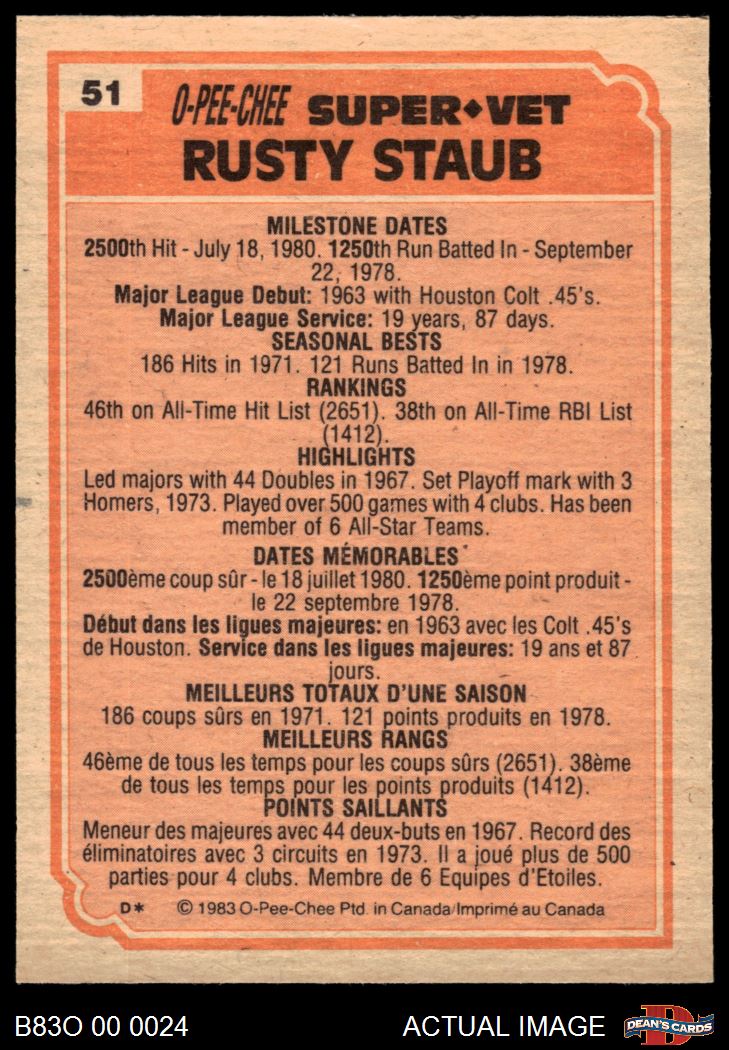 51
O-PEE-CHEE SUPER◆VET
RUSTY STAUB
MILESTONE DATES
2500th Hit - July 18, 1980. 1250th Run Batted In - September
22, 1978.
Major League Debut: 1963 with Houston Colt .45's.
Major League Service: 19 years, 87 days.
SEASONAL BESTS
186 Hits in 1971. 121 Runs Batted In in 1978.
RANKINGS
46th on All-Time Hit List (2651). 38th on All-Time RBI List
(1412).
HIGHLIGHTS
Led majors with 44 Doubles in 1967. Set Playoff mark with 3
Homers, 1973. Played over 500 games with 4 clubs. Has been
member of 6 All-Star Teams.
DATES MÉMORABLES
2500ème coup sûr - le 18 juillet 1980. 1250ème point produit -
le 22 septembre 1978.
Début dans les ligues majeures: en 1963 avec les Colt .45's
de Houston. Service dans les ligues majeures: 19 ans et 87
jours.
MEILLEURS TOTAUX D'UNE SAISON
186 coups sûrs en 1971. 121 points produits en 1978.
MEILLEURS RANGS
46ème de tous les temps pour les coups sûrs (2651). 38ème
de tous les temps pour les points produits (1412).
POINTS SAILLANTS
Meneur des majeures avec 44 deux-buts en 1967. Record des
éliminatoires avec 3 circuits en 1973. Il a joué plus de 500
parties pour 4 clubs. Membre de 6 Equipes d'Etoiles.
D* © 1983 O-Pee-Chee Ptd. in Canada/Imprimé au Canada
B83O 00 0024 ACTUAL IMAGE D DEAN'S CARDS